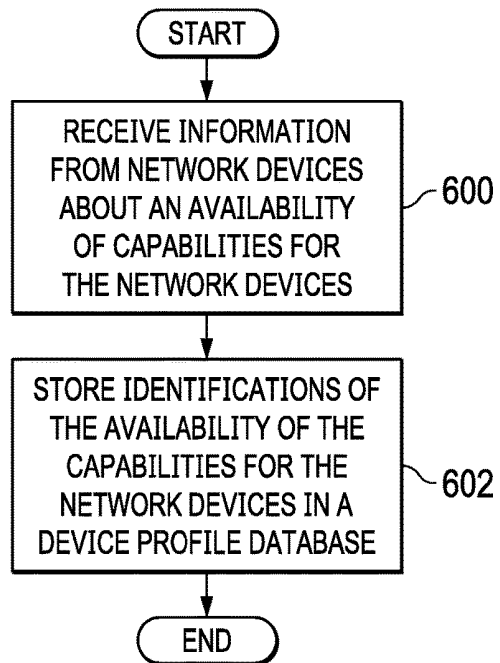 START
RECEIVE INFORMATION
FROM NETWORK DEVICES
ABOUT AN AVAILABILITY
OF CAPABILITIES FOR
THE NETWORK DEVICES
600
STORE IDENTIFICATIONS OF
THE AVAILABILITY OF THE
CAPABILITIES FOR THE
NETWORK DEVICES IN A
DEVICE PROFILE DATABASE
602
END